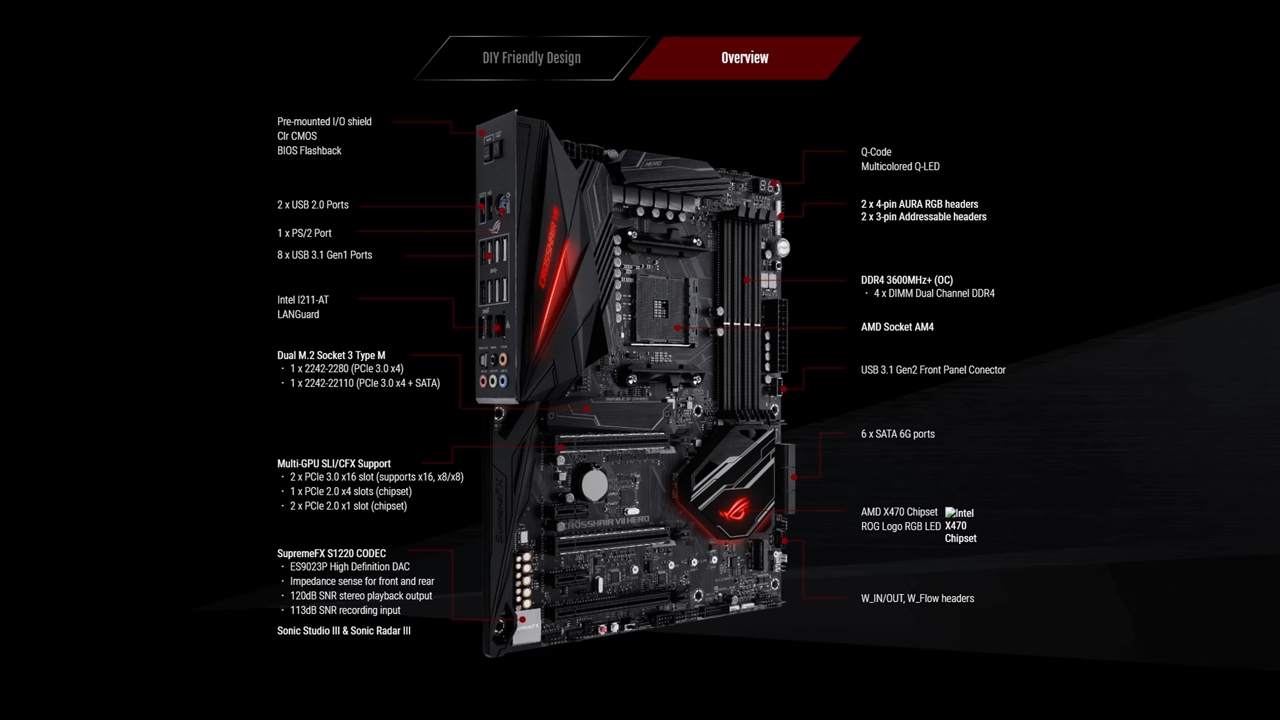 DIY Friendly Design
Overview
Pre-mounted I/O shield
Clr CMOS
BIOS Flashback
2 x USB 2.0 Ports
1 x PS/2 Port
8 x USB 3.1 Gen1 Ports
Intel I211-AT
LANGuard
Dual M.2 Socket 3 Type M
· 1 x 2242-2280 (PCIe 3.0 x4)
· 1 x 2242-22110 (PCIe 3.0 x4 + SATA)
Multi-GPU SLI/CFX Support
· 2 x PCIe 3.0 x16 slot (supports x16, x8/x8)
· 1 x PCIe 2.0 x4 slots (chipset)
· 2 x PCIe 2.0 x1 slot (chipset)
SupremeFX S1220 CODEC
· ES9023P High Definition DAC
· Impedance sense for front and rear
· 120dB SNR stereo playback output
· 113dB SNR recording input
Sonic Studio III & Sonic Radar III
CROSSHAIR VII
HERO
86
REPUBLIC OF GAMERS
CROSSHAIR VII HERO
Q-Code
Multicolored Q-LED
2 x 4-pin AURA RGB headers
2 x 3-pin Addressable headers
DDR4 3600MHz+ (OC)
· 4 x DIMM Dual Channel DDR4
AMD Socket AM4
USB 3.1 Gen2 Front Panel Conector
6 x SATA 6G ports
AMD X470 Chipset
ROG Logo RGB LED
Intel
X470
Chipset
W_IN/OUT, W_Flow headers